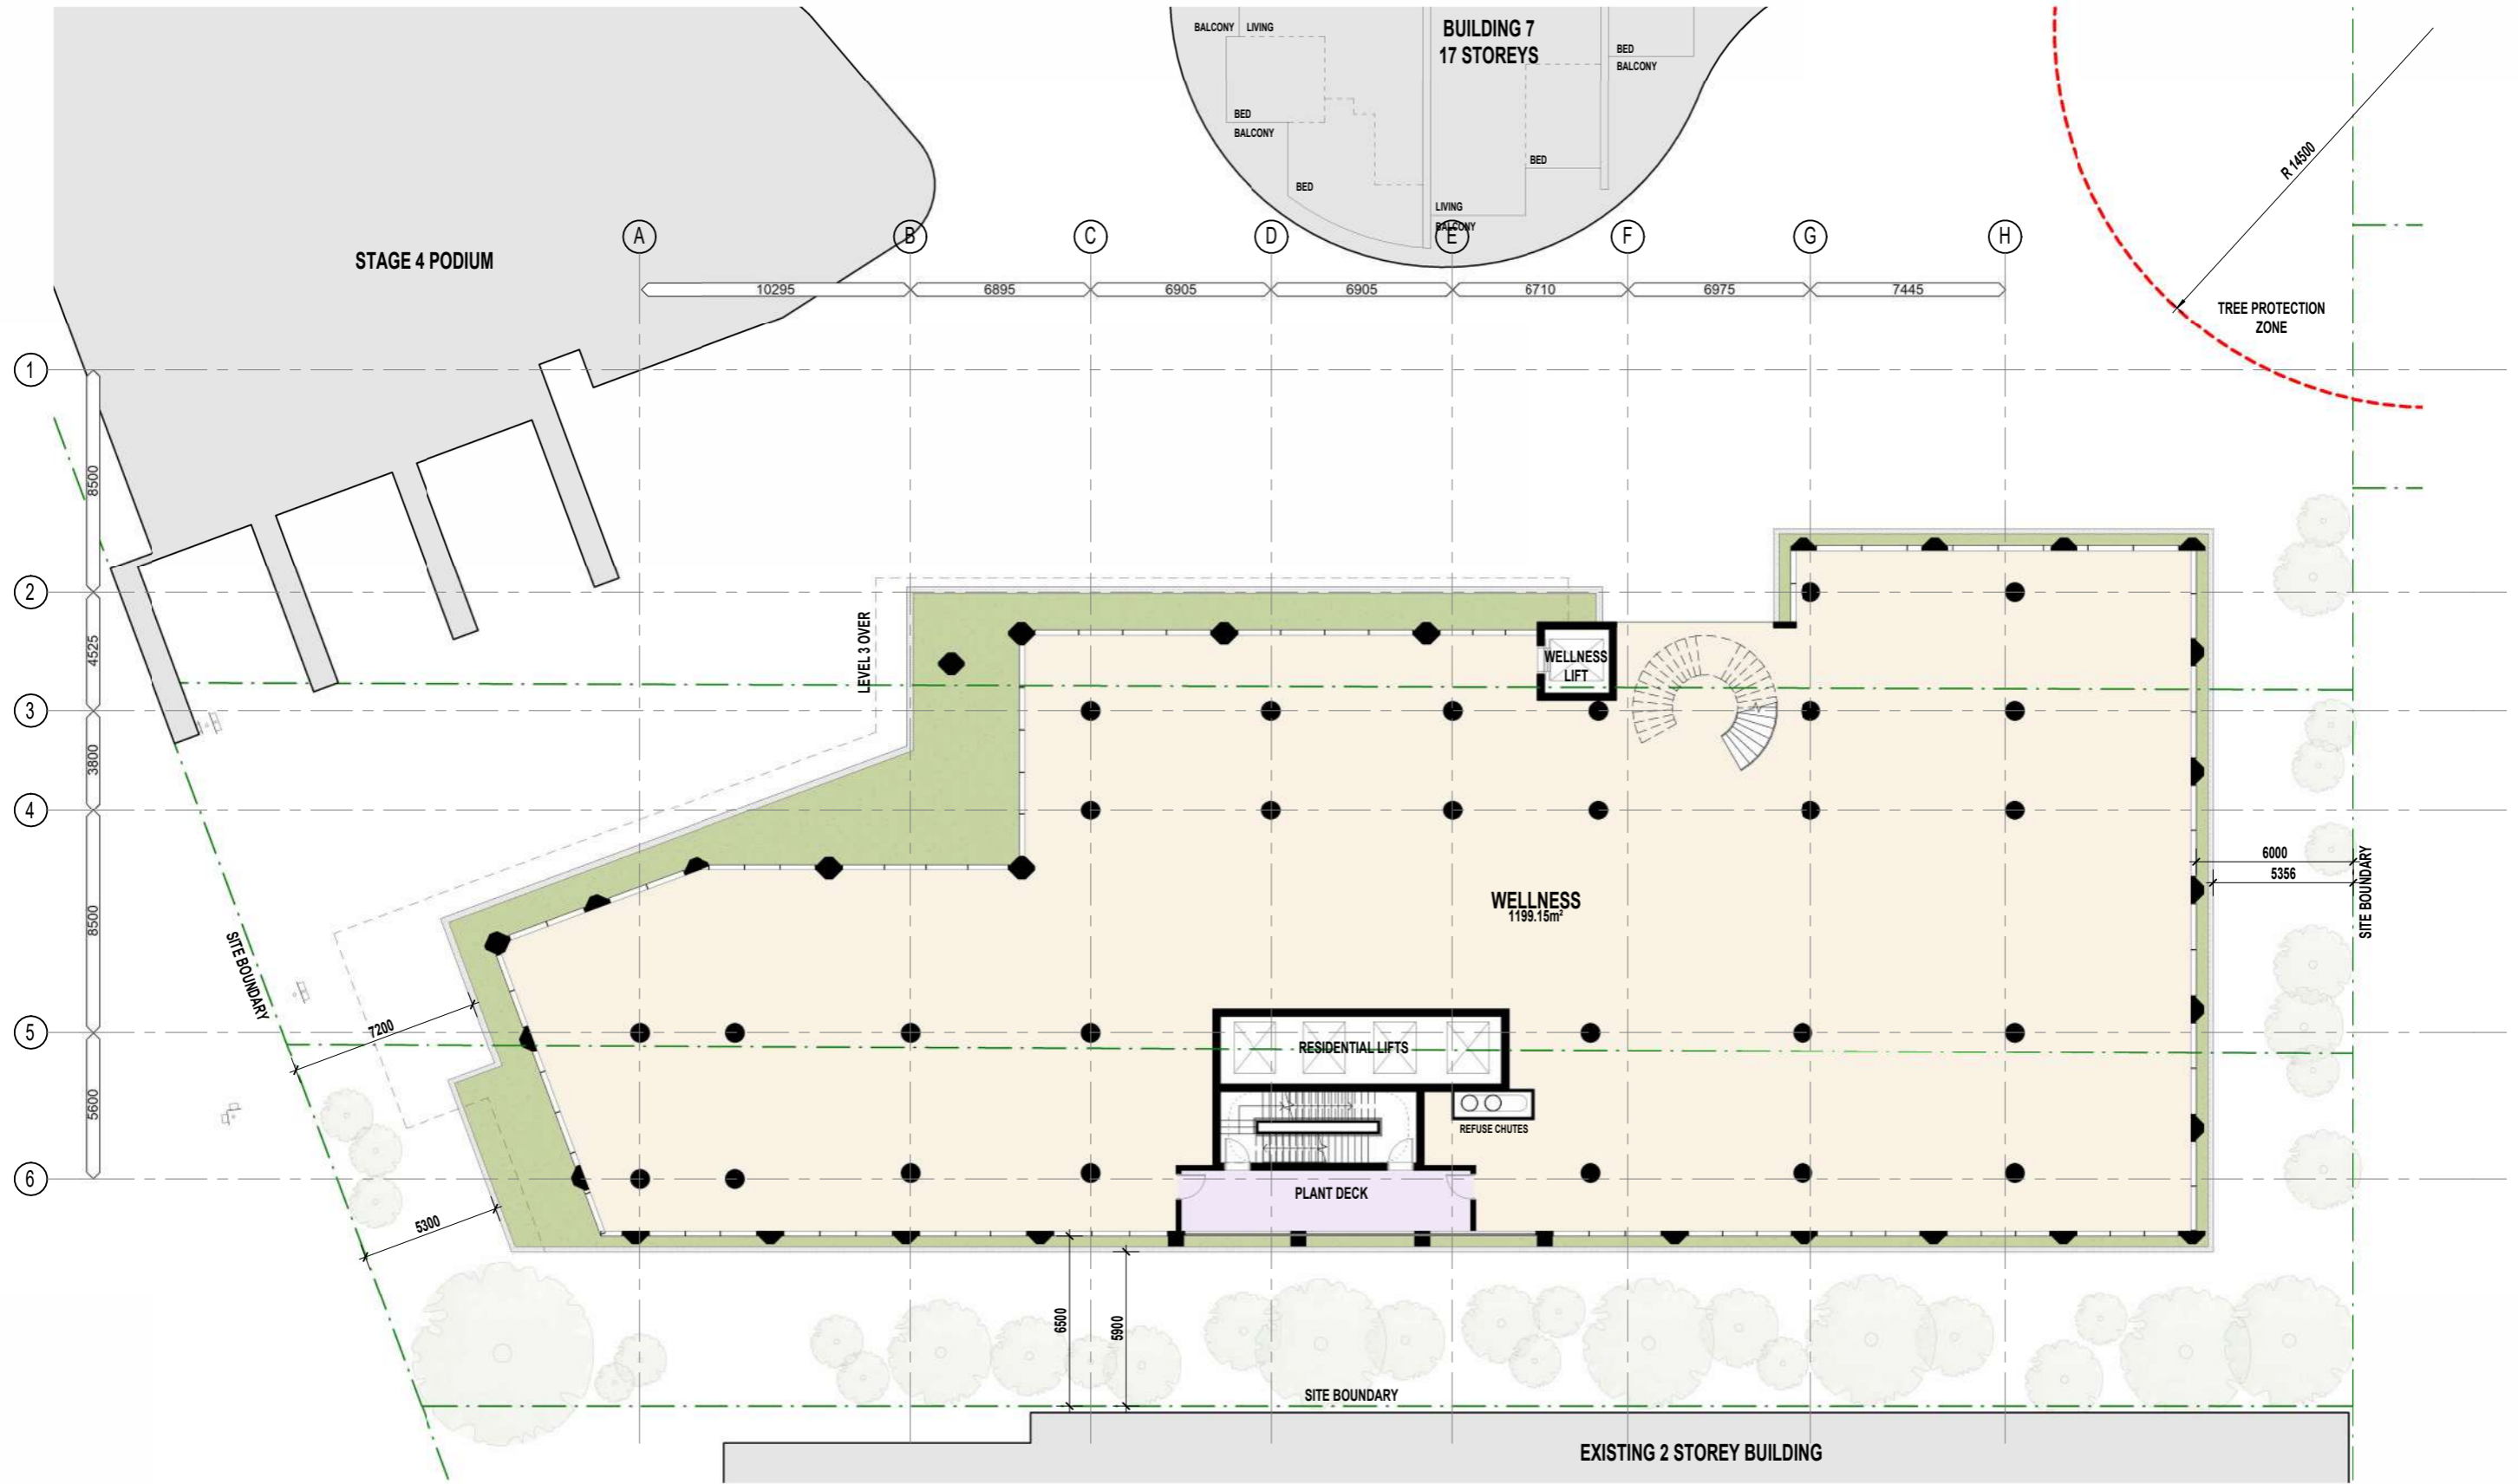 BALCONY
LIVING
BUILDING 7
17 STOREYS
BED
BALCONY
BED
BALCONY
BED
BED
LIVING
BALCONY
R 14500
STAGE 4 PODIUM
A
B
C
D
E
F
G
H
10295
6895
6905
6905
6710
6975
7445
TREE PROTECTION
ZONE
1
8500
2
4525
3
3800
4
8500
5
5600
6
LEVEL 3 OVER
WELLNESS
LIFT
WELLNESS
1199.15m²
6000
5356
SITE BOUNDARY
SITE BOUNDARY
7200
RESIDENTIAL LIFTS
REFUSE CHUTES
PLANT DECK
5300
6500
5900
SITE BOUNDARY
EXISTING 2 STOREY BUILDING